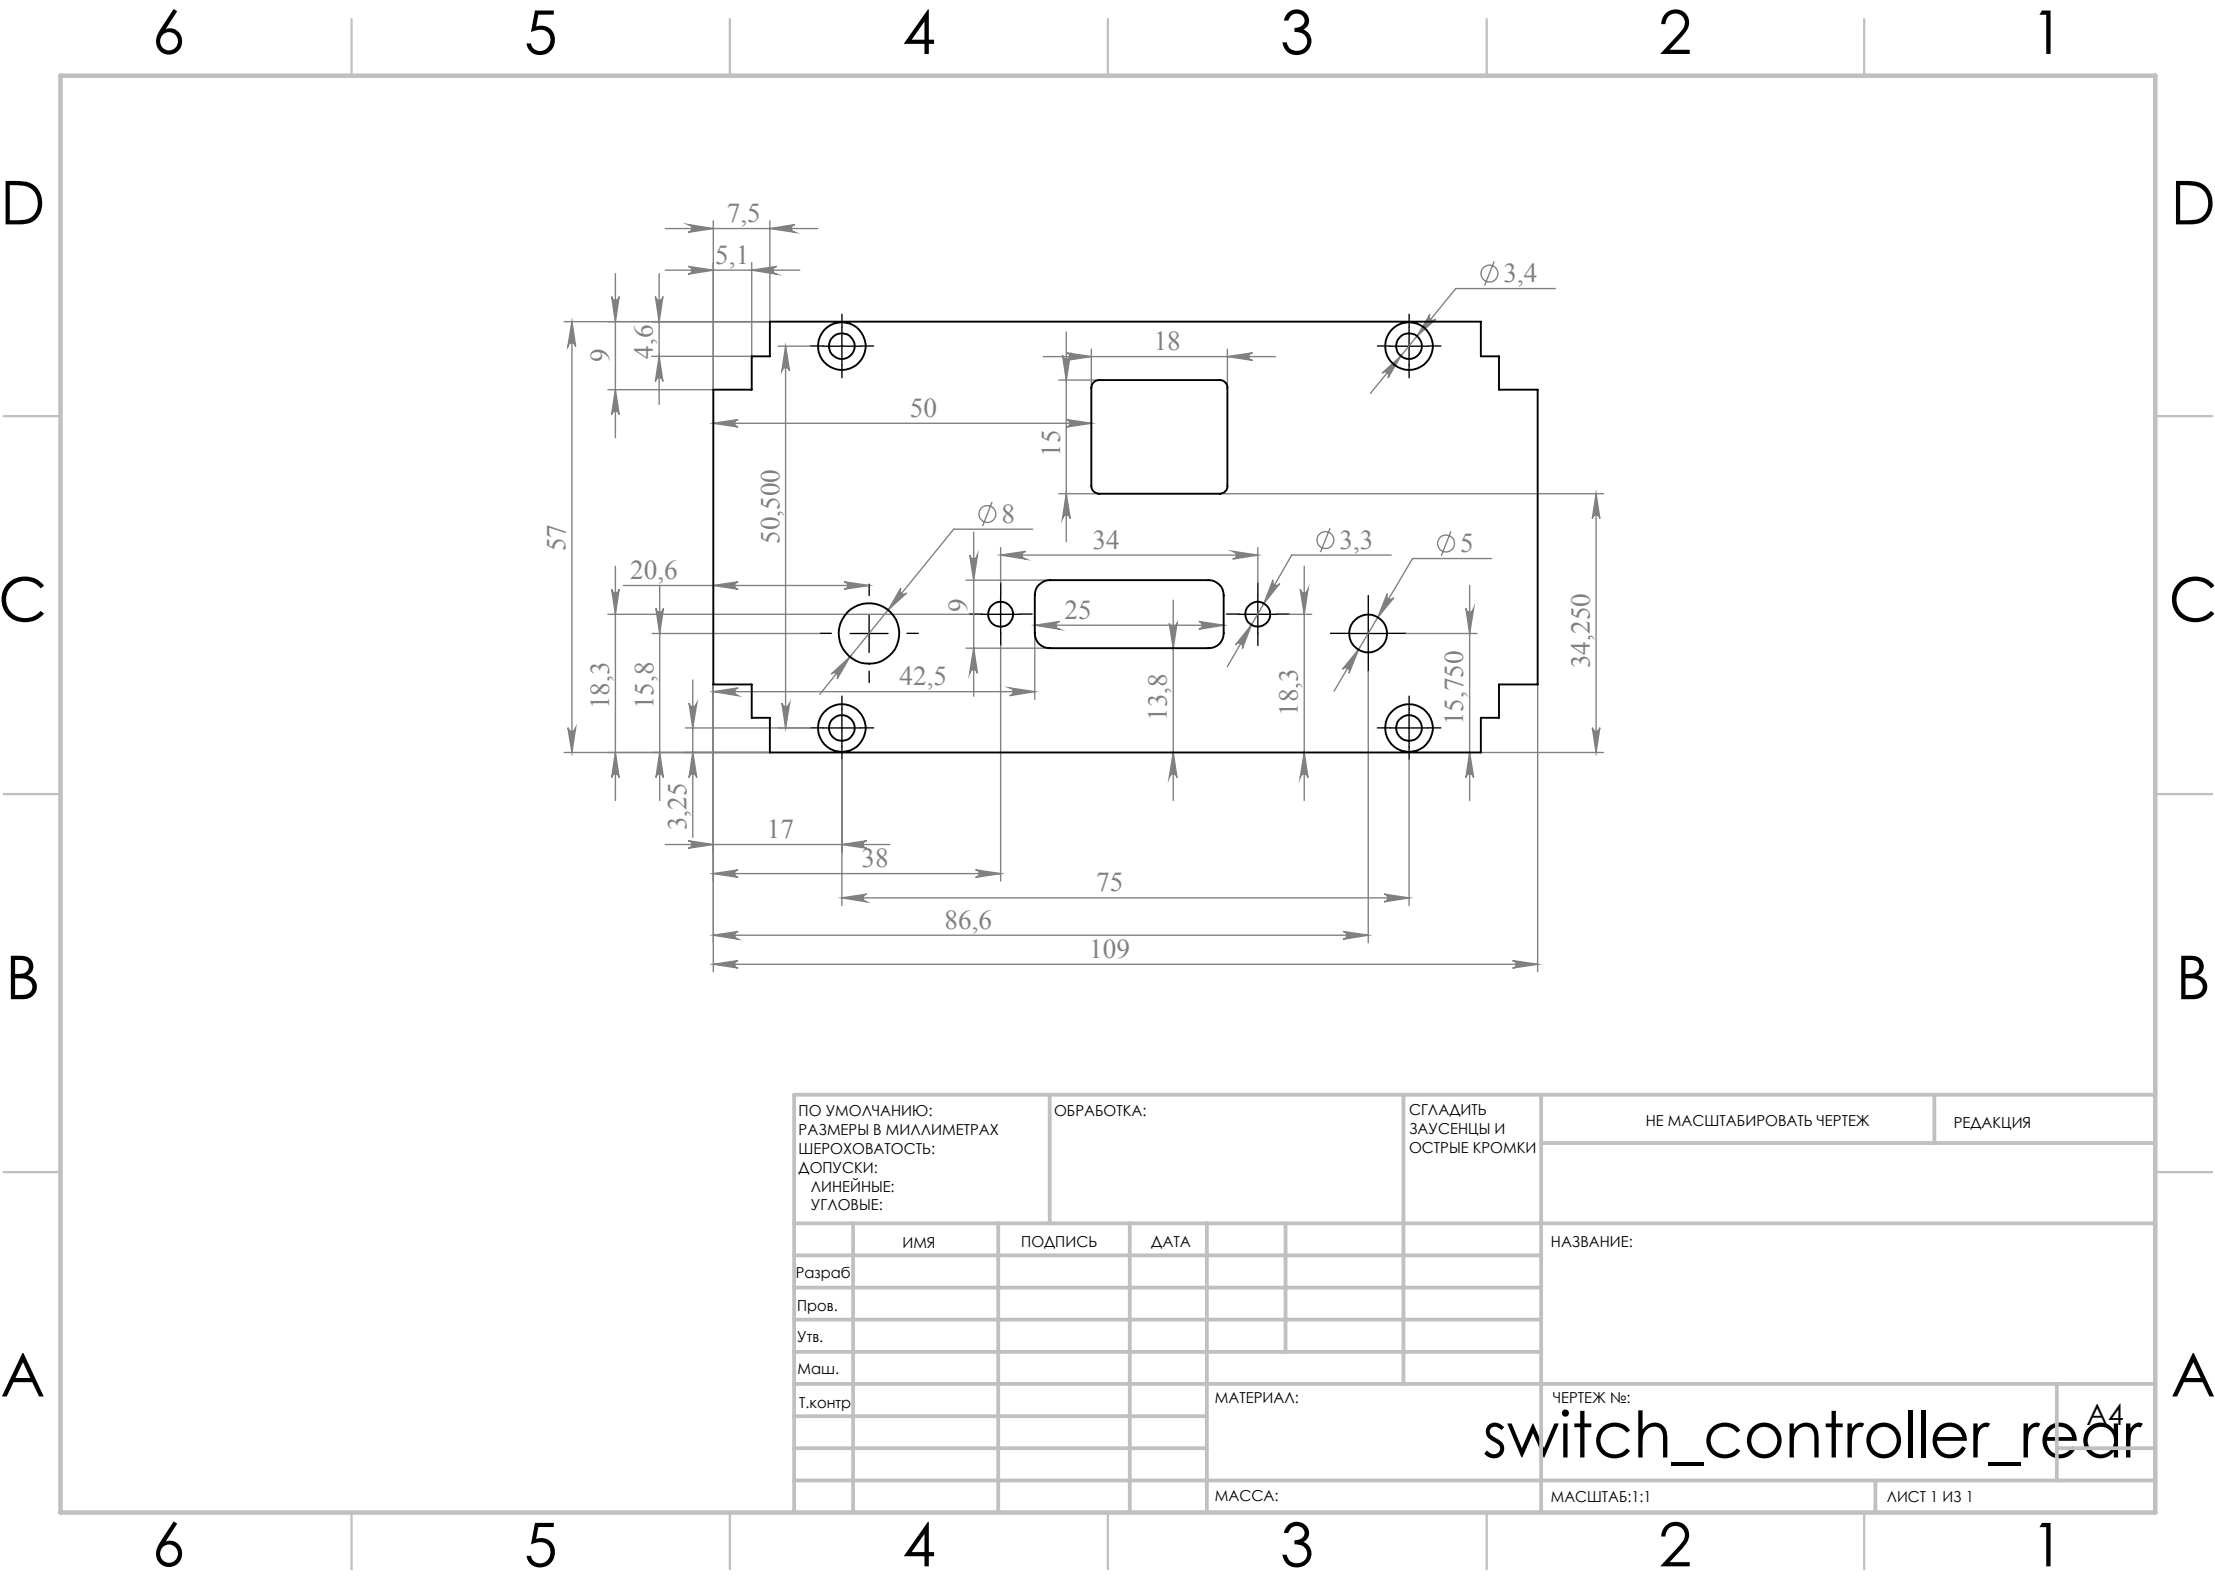 6 5 4 3 2 1
D D
7,5
5,1
⌀3,4
9
4,6
18
50
15
50,500
57
⌀8
34
⌀3,3
⌀5
20,6
9
25
34,250
18,3
15,8
42,5
13,8
18,3
15,750
3,25
17
38
75
86,6
109
C C
B B
ПО УМОЛЧАНИЮ:
РАЗМЕРЫ В МИЛЛИМЕТРАХ
ШЕРОХОВАТОСТЬ:
ДОПУСКИ:
ЛИНЕЙНЫЕ:
УГЛОВЫЕ:
ОБРАБОТКА:
СГЛАДИТЬ
ЗАУСЕНЦЫ И
ОСТРЫЕ КРОМКИ
НЕ МАСШТАБИРОВАТЬ ЧЕРТЕЖ
РЕДАКЦИЯ
ИМЯ
ПОДПИСЬ
ДАТА
НАЗВАНИЕ:
Разраб
Пров.
Утв.
Маш.
Т.контр
A A
МАТЕРИАЛ:
ЧЕРТЕЖ №:
switch_controller_rear
A4
МАССА:
МАСШТАБ:1:1
ЛИСТ 1 ИЗ 1
6 5 4 3 2 1